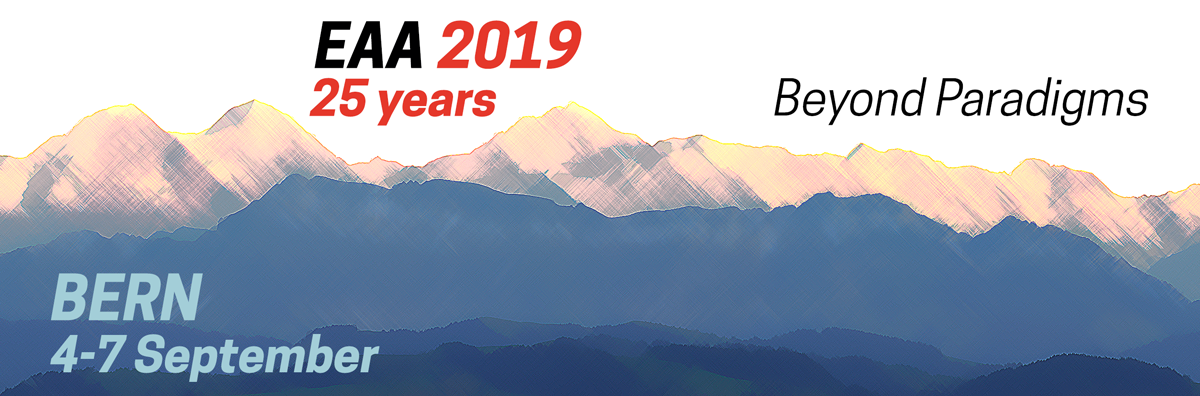 EAA 2019
25 years
Beyond Paradigms
BERN
4-7 September